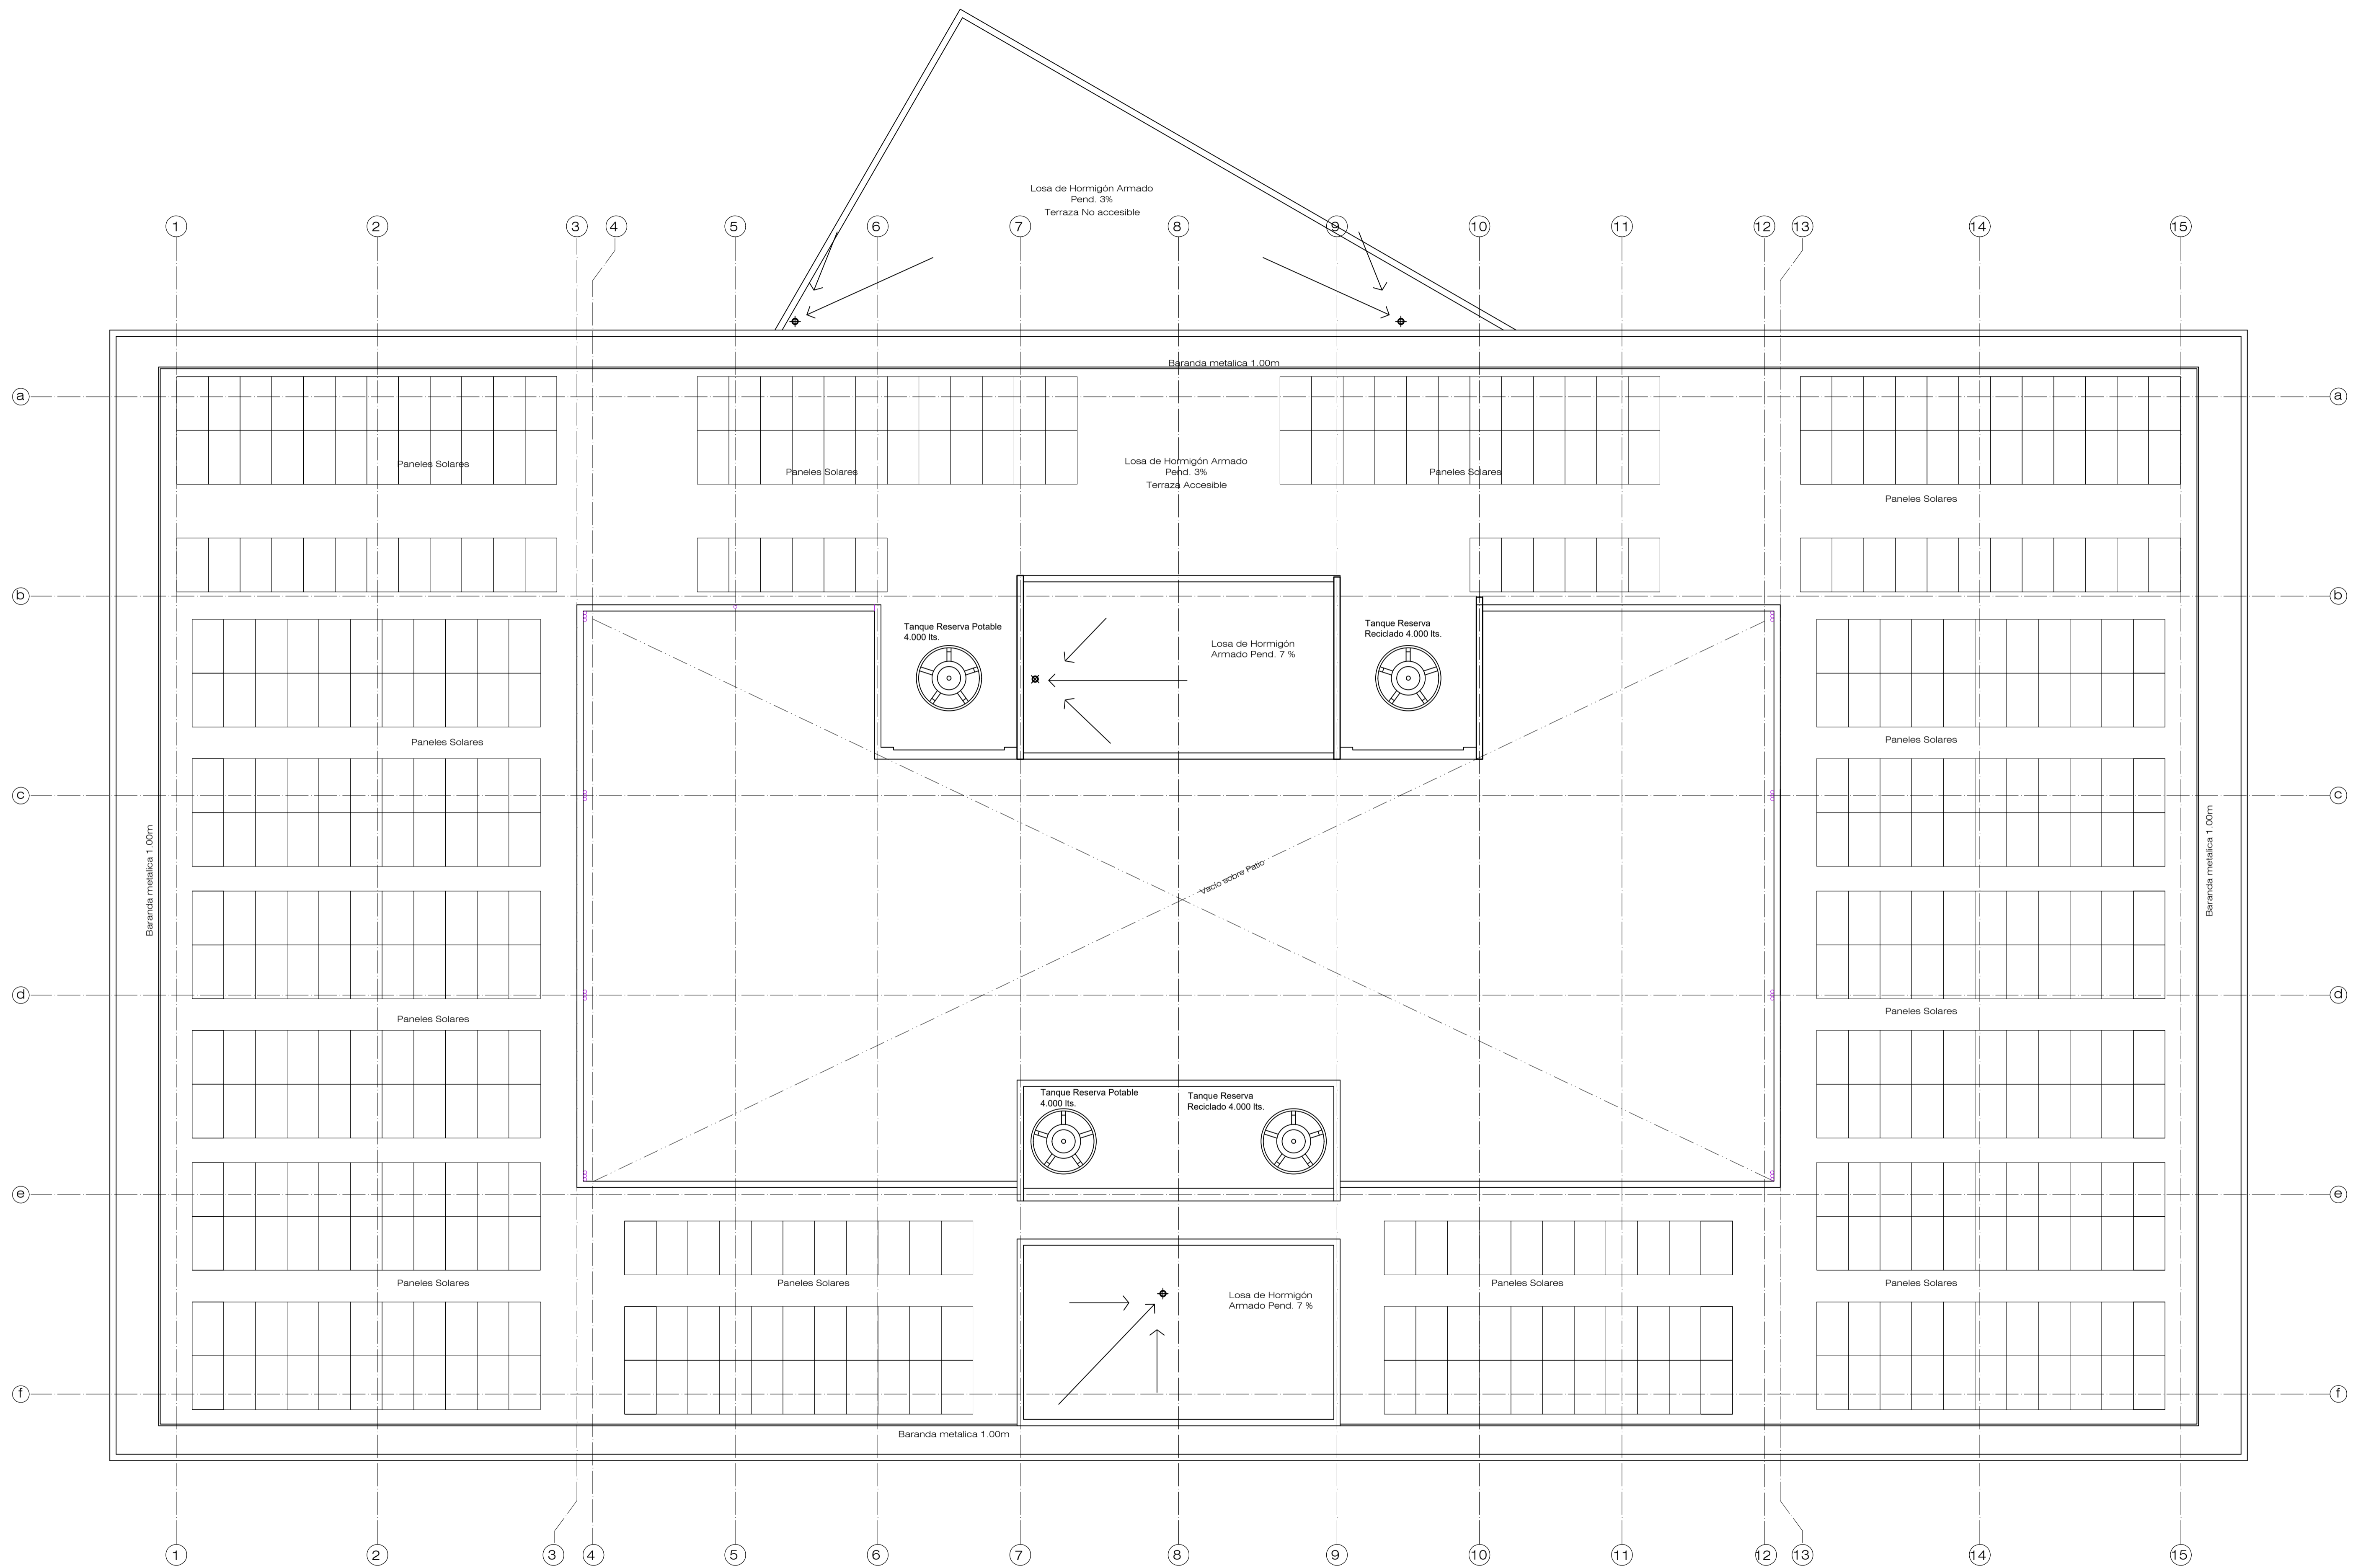 Losa de Hormigón Armado
Pend. 3%
Terraza No accesible
1 2 3 4 5 6 7 8 9 10 11 12 13 14 15
Baranda metalica 1.00m
a a
Paneles Solares
Paneles Solares
Losa de Hormigón Armado
Pend. 3%
Terraza Accesible
Paneles Solares
Paneles Solares
b b
Tanque Reserva Potable
4.000 lts.
Losa de Hormigón
Armado Pend. 7 %
Tanque Reserva
Reciclado 4.000 lts.
Paneles Solares
Paneles Solares
c c
Baranda metalica 1.00m
Vacío sobre Patio
Baranda metalica 1.00m
d d
Paneles Solares
Paneles Solares
Tanque Reserva Potable
4.000 lts.
Tanque Reserva
Reciclado 4.000 lts.
e e
Paneles Solares
Paneles Solares
Losa de Hormigón
Armado Pend. 7 %
Paneles Solares
Paneles Solares
f f
Baranda metalica 1.00m
1 2 3 4 5 6 7 8 9 10 11 12 13 14 15